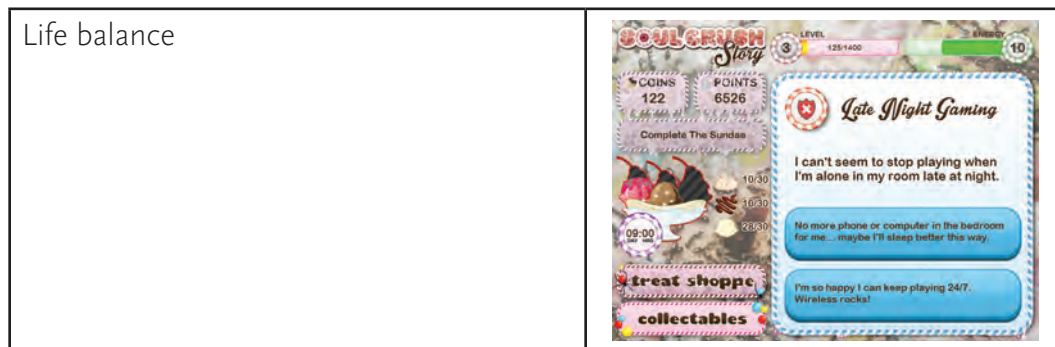 Life balance
SOUL CRUSH
Story
3
LEVEL
125/1400
ENERGY
10
COINS
122
POINTS
6526
Complete The Sundae
10/30
10/30
28/30
09:00
Late Night Gaming
I can't seem to stop playing when
I'm alone in my room late at night.
No more phone or computer in the bedroom
for me... maybe I'll sleep better this way.
I'm so happy I can keep playing 24/7.
Wireless rocks!
treat shoppe
collectables